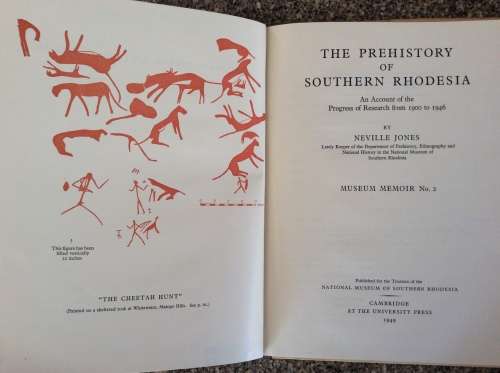 This figure has been
lifted vertically
12 inches
"THE CHEETAH HUNT"
THE PREHISTORY
OF
SOUTHERN RHODESIA
An Account of the
Progress of Research from 1900 to 1946
BY
NEVILLE JONES
Lately Keeper of the Department of Prehistory, Ethnography and
National History in the National Museum of
Southern Rhodesia
MUSEUM MEMOIR No. 2
Published for the Trustees of the
NATIONAL MUSEUM OF SOUTHERN RHODESIA
CAMBRIDGE
AT THE UNIVERSITY PRESS
1949